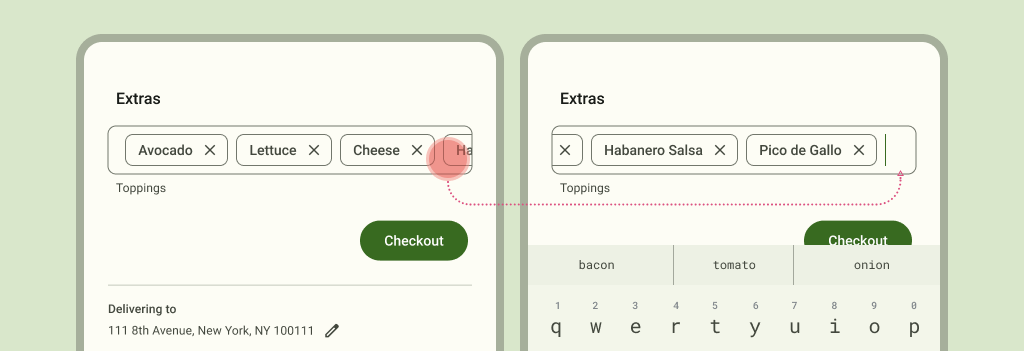 Extras
Avocado Lettuce Cheese Ha
Toppings
Checkout
Delivering to
111 8th Avenue, New York, NY 100111
Extras
Habanero Salsa Pico de Gallo
Toppings
Checkout
bacon tomato onion
1 2 3 4 5 6 7 8 9 0
q w e r t y u i o p